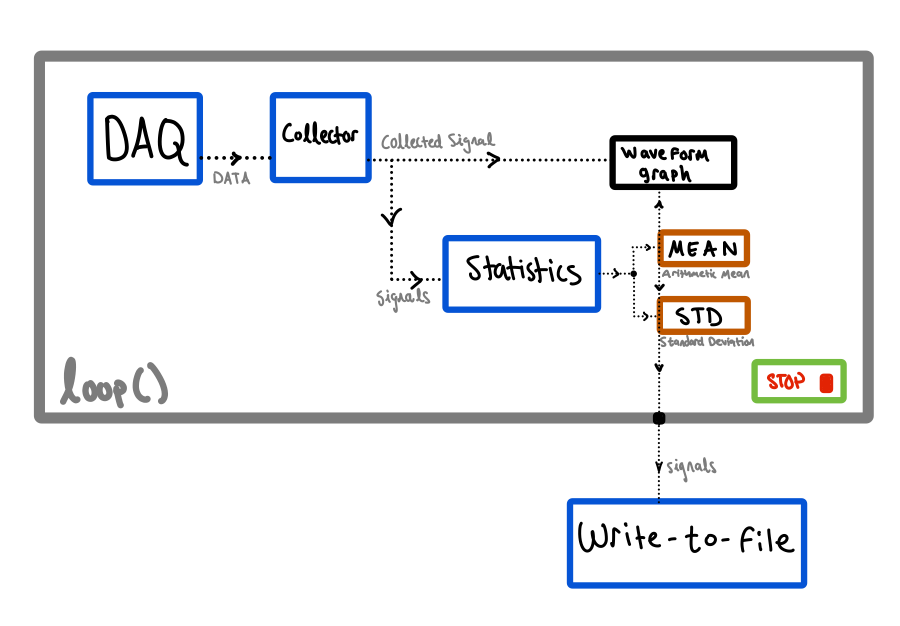 DAQ
DATA
Collector
Collected Signal
Waveform
graph
Signals
Statistics
MEAN
Arithmetic Mean
STD
Standard Deviation
STOP
loop()
signals
Write-to-file